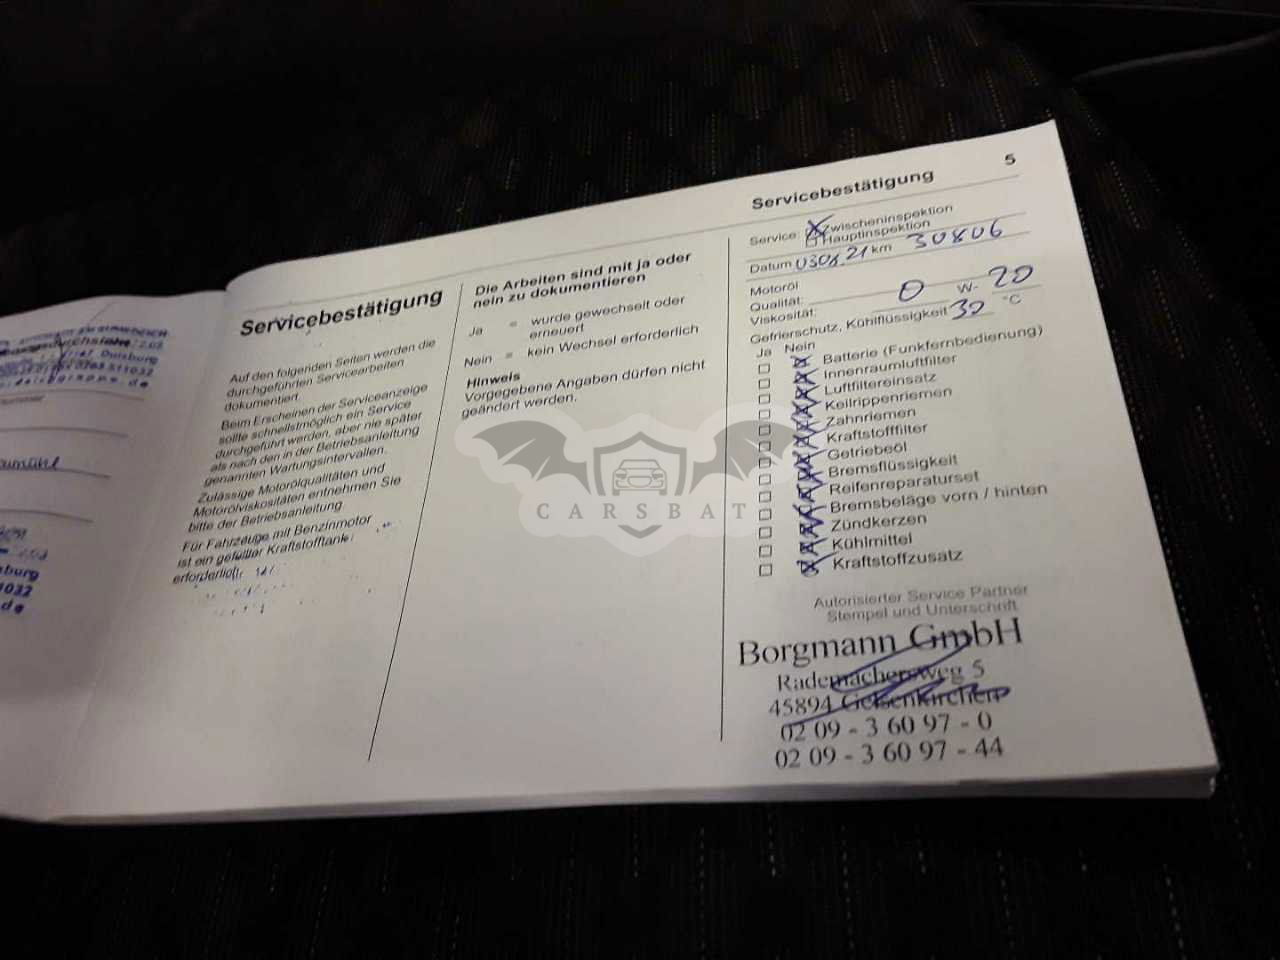 Duisburg
Servicebestätigung
Auf den folgenden Seiten werden die
durchgeführten Servicearbeiten
dokumentiert.
Beim Erscheinen der Serviceanzeige
sollte schnellstmöglich ein Service
durchgeführt werden, aber nie später
als nach den in der Betriebsanleitung
genannten Wartungsintervallen.
Zulässige Motorölqualitäten und
Motorölviskositäten entnehmen Sie
bitte der Betriebsanleitung
Für Fahrzeuge mit Benzinmotor
ist ein gefüllter Kraftstofftank
erforderlich.
Die Arbeiten sind mit ja oder
nein zu dokumentieren
Ja = wurde gewechselt oder
erneuert
Nein = kein Wechsel erforderlich
Hinweis
Vorgegebene Angaben dürfen nicht
geändert werden.
CARSBAT
5
Servicebestätigung
Service: Zwischeninspektion
Hauptinspektion
Datum km 30806
Motoröl
Qualität:
Viskosität: 0 W- 20
Gefrierschutz, Kühlflüssigkeit °C
Ja Nein
Batterie (Funkfernbedienung)
Innenraumluftfilter
Luftfiltereinsatz
Keilrippenriemen
Zahnriemen
Kraftstofffilter
Getriebeöl
Bremsflüssigkeit
Reifenreparaturset
Bremsbeläge vorn / hinten
Zündkerzen
Kühlmittel
Kraftstoffzusatz
Autorisierter Service Partner
Stempel und Unterschrift
Borgmann GmbH
Rademachersweg 5
45894 Gelsenkirchen
02 09 - 3 60 97 - 0
02 09 - 3 60 97 - 44